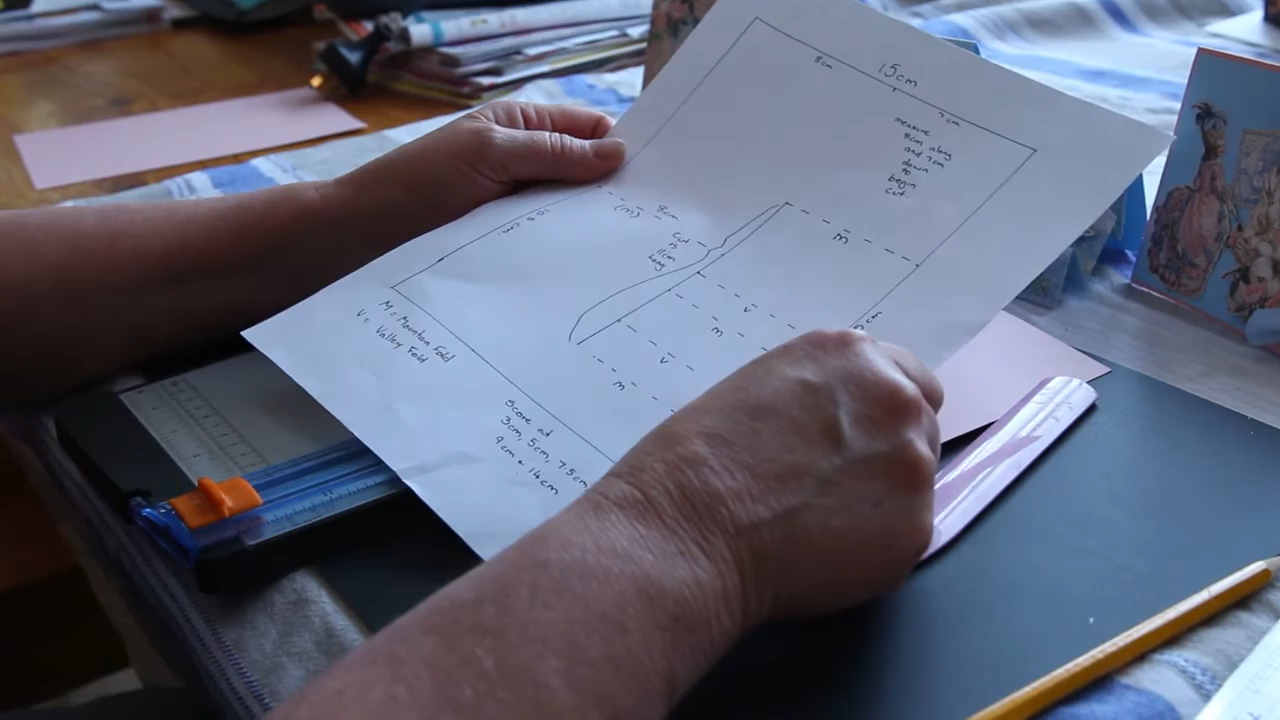 15cm
8cm
7cm
measure
8cm along
and 7cm
down
to
begin
cut.
8cm
(m)
cut is
11cm
long
m
v
m
v
m
M = Mountain Fold
V = Valley Fold
Score at
3cm, 5cm, 7.5cm
9cm & 14cm